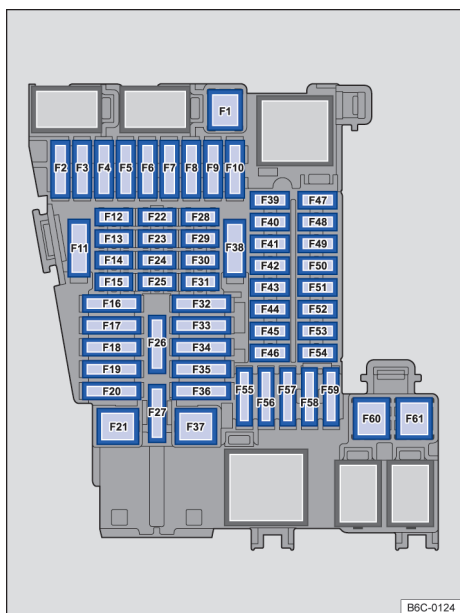 F1
F2 F3 F4 F5 F6 F7 F8 F9 F10
F39 F47
F12 F22 F28
F40 F48
F13 F23 F29
F11 F38
F41 F49
F14 F24 F30
F42 F50
F15 F25 F31
F43 F51
F16 F32
F44 F52
F17 F33
F45 F53
F26
F18 F34
F46 F54
F19 F35
F20 F36
F55 F56 F57 F58 F59
F27
F21 F37
F60 F61
B6C-0124